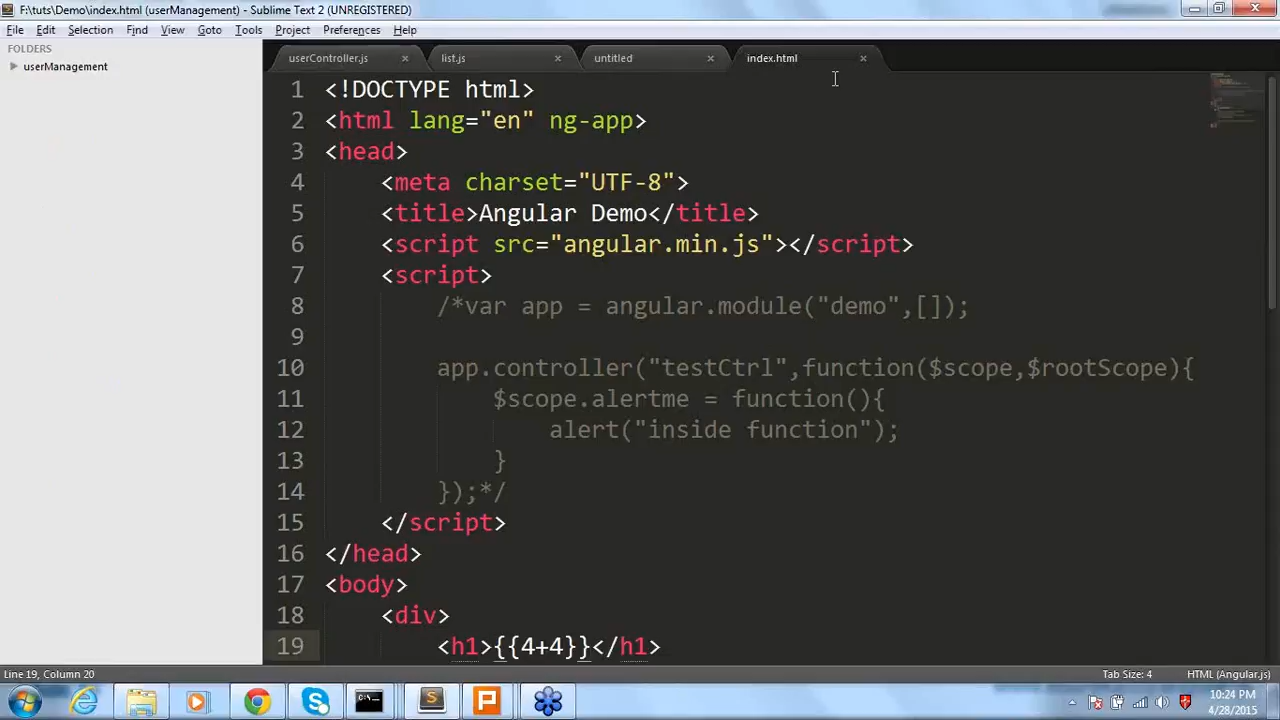 F:\tuts\Demo\index.html (userManagement) - Sublime Text 2 (UNREGISTERED)
File Edit Selection Find View Goto Tools Project Preferences Help
FOLDERS
userManagement
userController.js list.js untitled index.html
1 <!DOCTYPE html>
2 <html lang="en" ng-app>
3 <head>
4 <meta charset="UTF-8">
5 <title>Angular Demo</title>
6 <script src="angular.min.js"></script>
7 <script>
8 /*var app = angular.module("demo",[]);
9
10 app.controller("testCtrl",function($scope,$rootScope){
11 $scope.alertme = function(){
12 alert("inside function");
13 }
14 });*/
15 </script>
16 </head>
17 <body>
18 <div>
19 <h1>{{4+4}}</h1>
Line 19, Column 20 Tab Size: 4 HTML (Angular.js)
10:24 PM
4/28/2015